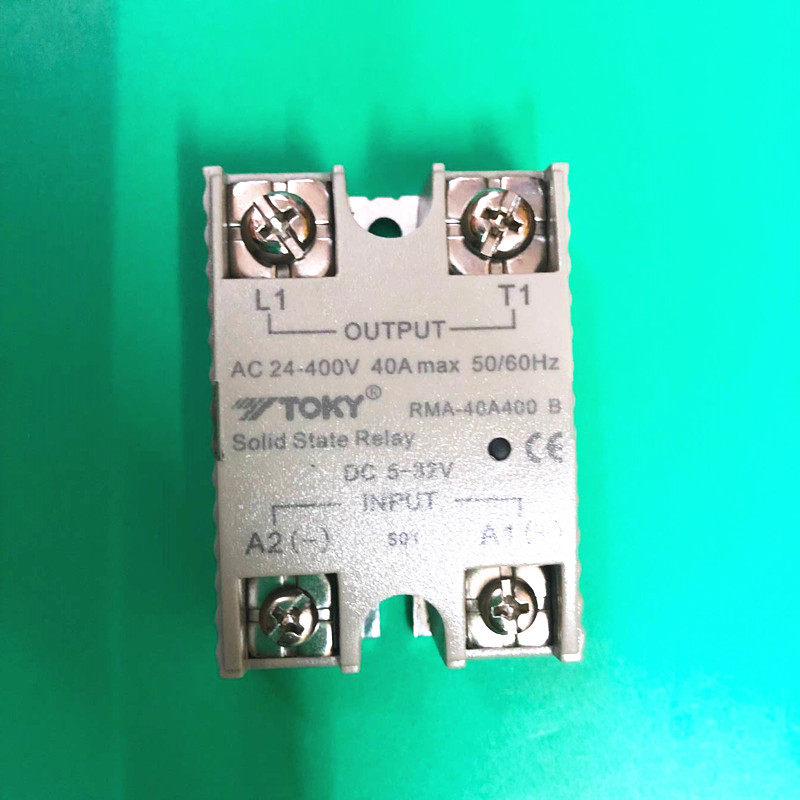 L1 T1
OUTPUT
AC 24-400V 40A max 50/60Hz
TOKY® RMA-40A400 B
Solid State Relay CE
DC 5-32V
INPUT
A2(-) A1(+)